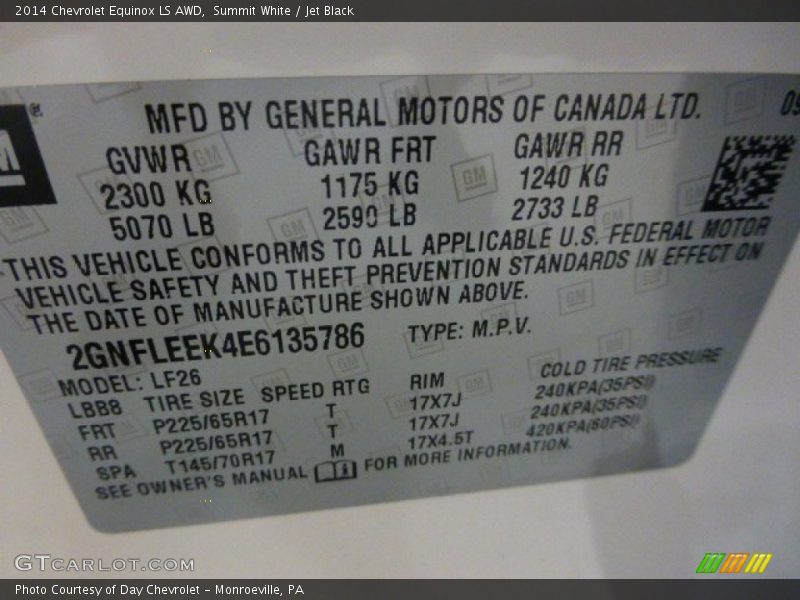 2014 Chevrolet Equinox LS AWD, Summit White / Jet Black
MFD BY GENERAL MOTORS OF CANADA LTD. 09
GVWR GAWR FRT GAWR RR
2300 KG 1175 KG 1240 KG
5070 LB 2590 LB 2733 LB
THIS VEHICLE CONFORMS TO ALL APPLICABLE U.S. FEDERAL MOTOR
VEHICLE SAFETY AND THEFT PREVENTION STANDARDS IN EFFECT ON
THE DATE OF MANUFACTURE SHOWN ABOVE.
2GNFLEEK4E6135786 TYPE: M.P.V.
MODEL: LF26
LBB8 TIRE SIZE SPEED RTG RIM COLD TIRE PRESSURE
FRT P225/65R17 T 17X7J 240KPA(35PSI)
RR P225/65R17 T 17X7J 240KPA(35PSI)
SPA T145/70R17 M 17X4.5T 420KPA(60PSI)
SEE OWNER'S MANUAL FOR MORE INFORMATION.
GTCARLOT.COM
Photo Courtesy of Day Chevrolet - Monroeville, PA